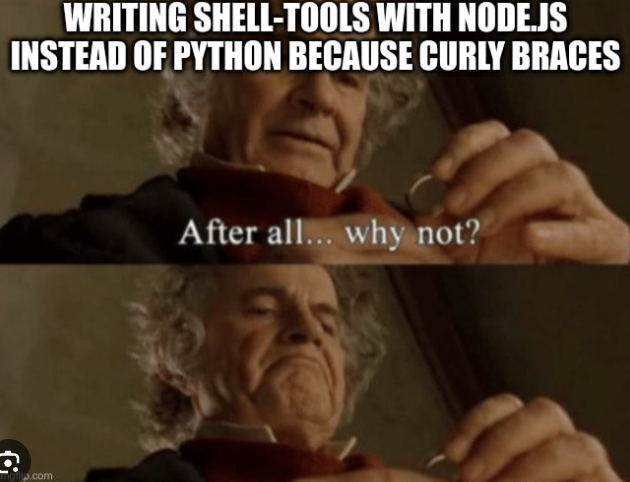 WRITING SHELL-TOOLS WITH NODE.JS
INSTEAD OF PYTHON BECAUSE CURLY BRACES
After all... why not?